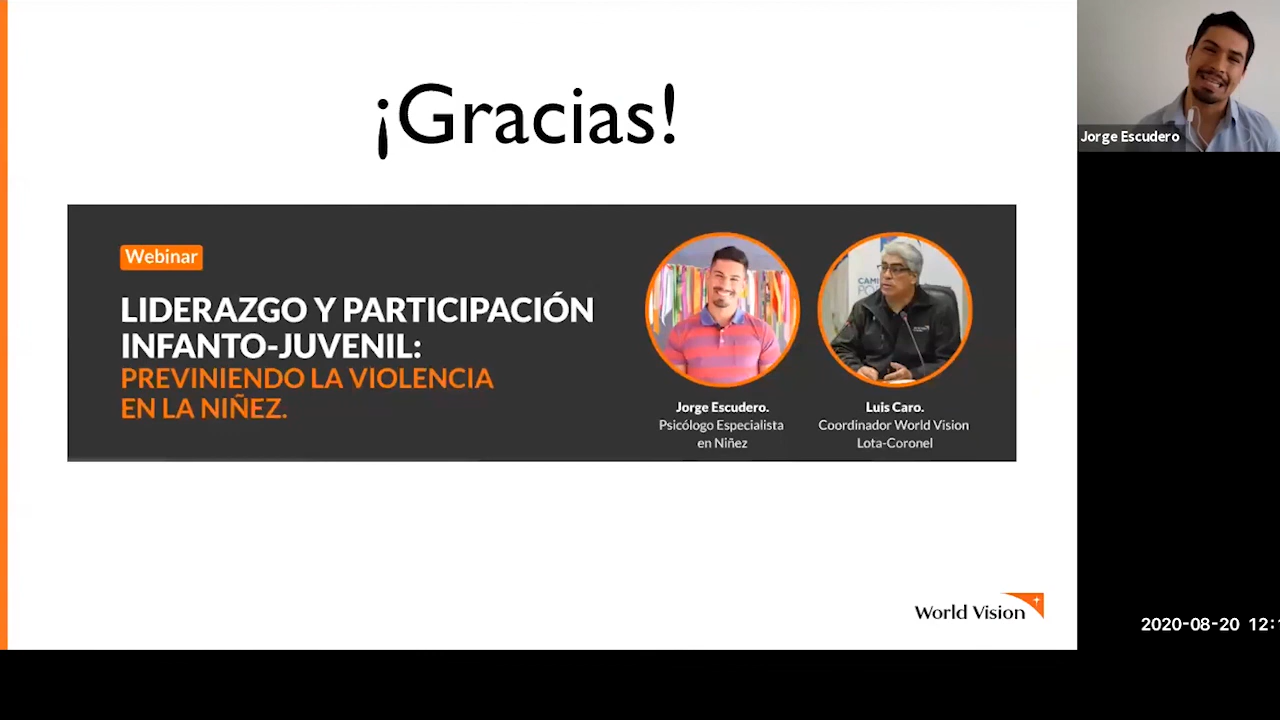 ¡Gracias!
Webinar
LIDERAZGO Y PARTICIPACIÓN
INFANTO-JUVENIL:
PREVINIENDO LA VIOLENCIA
EN LA NIÑEZ.
Jorge Escudero.
Psicólogo Especialista
en Niñez
Luis Caro.
Coordinador World Vision
Lota-Coronel
World Vision
Jorge Escudero
2020-08-20 12: